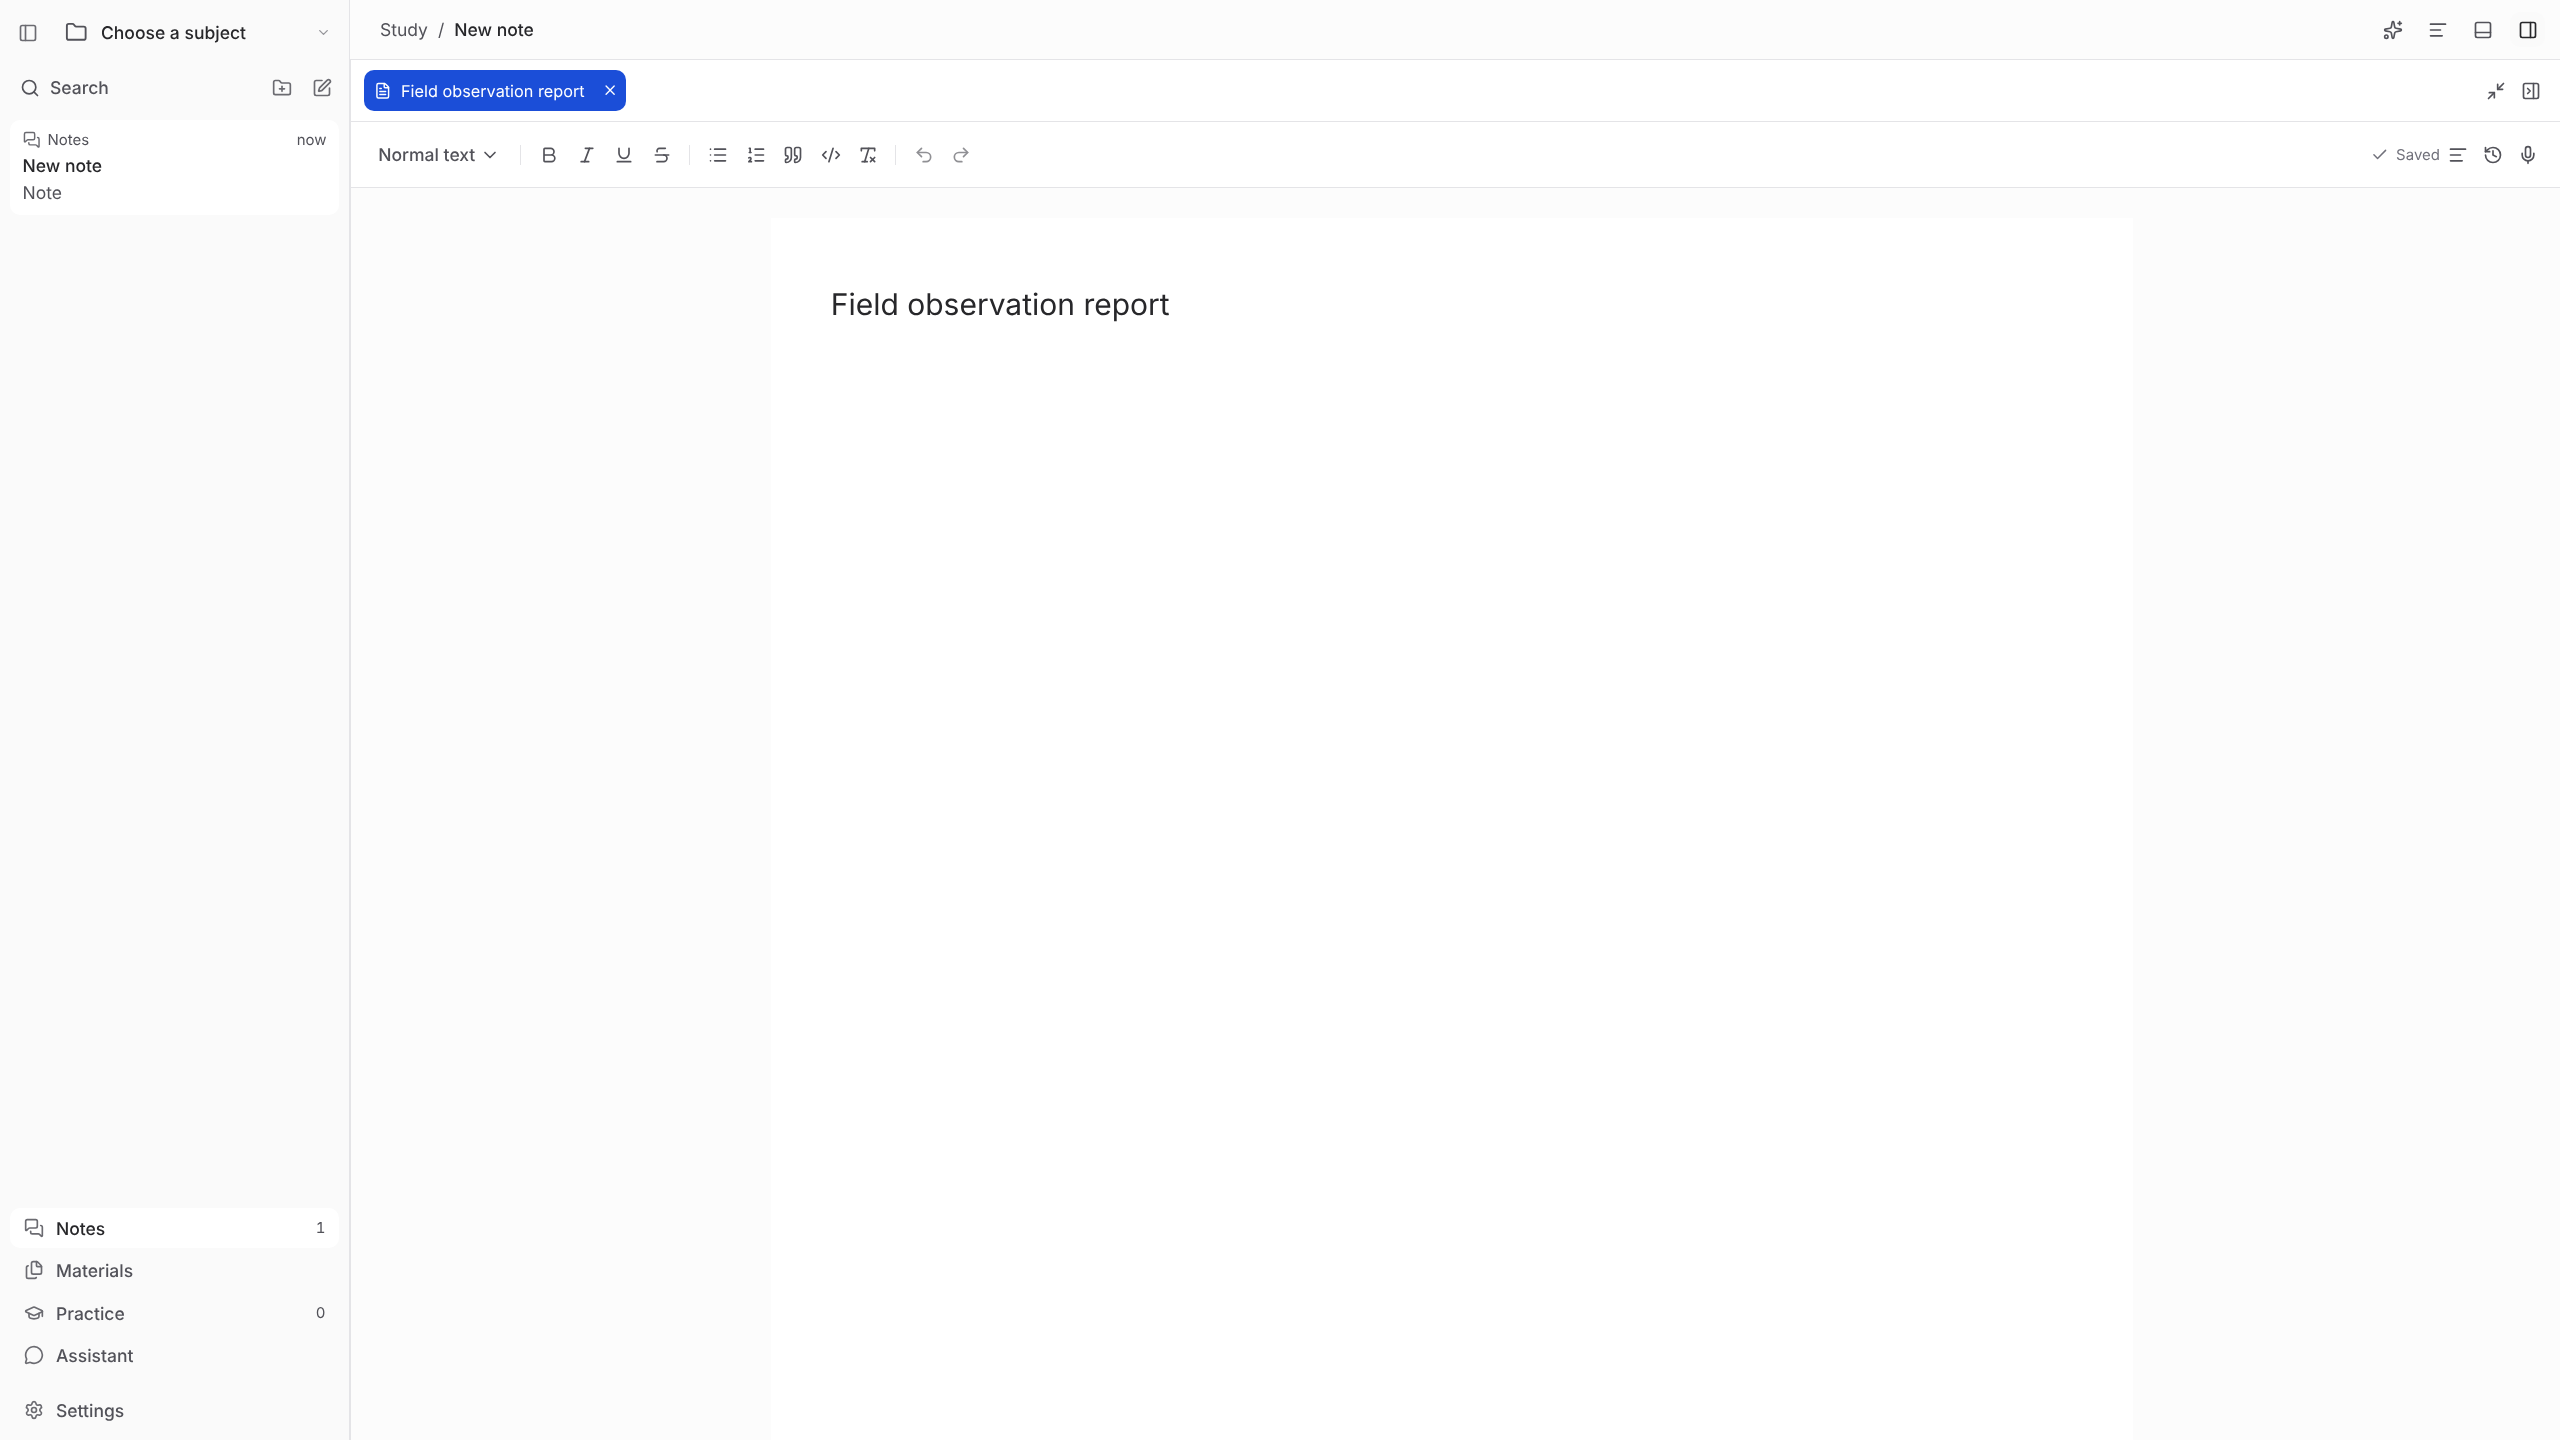 Choose a subject
Search
Notes
now
New note
Note
Notes
1
Materials
Practice
0
Assistant
Settings
Study / New note
Field observation report
Normal text
Saved
Field observation report